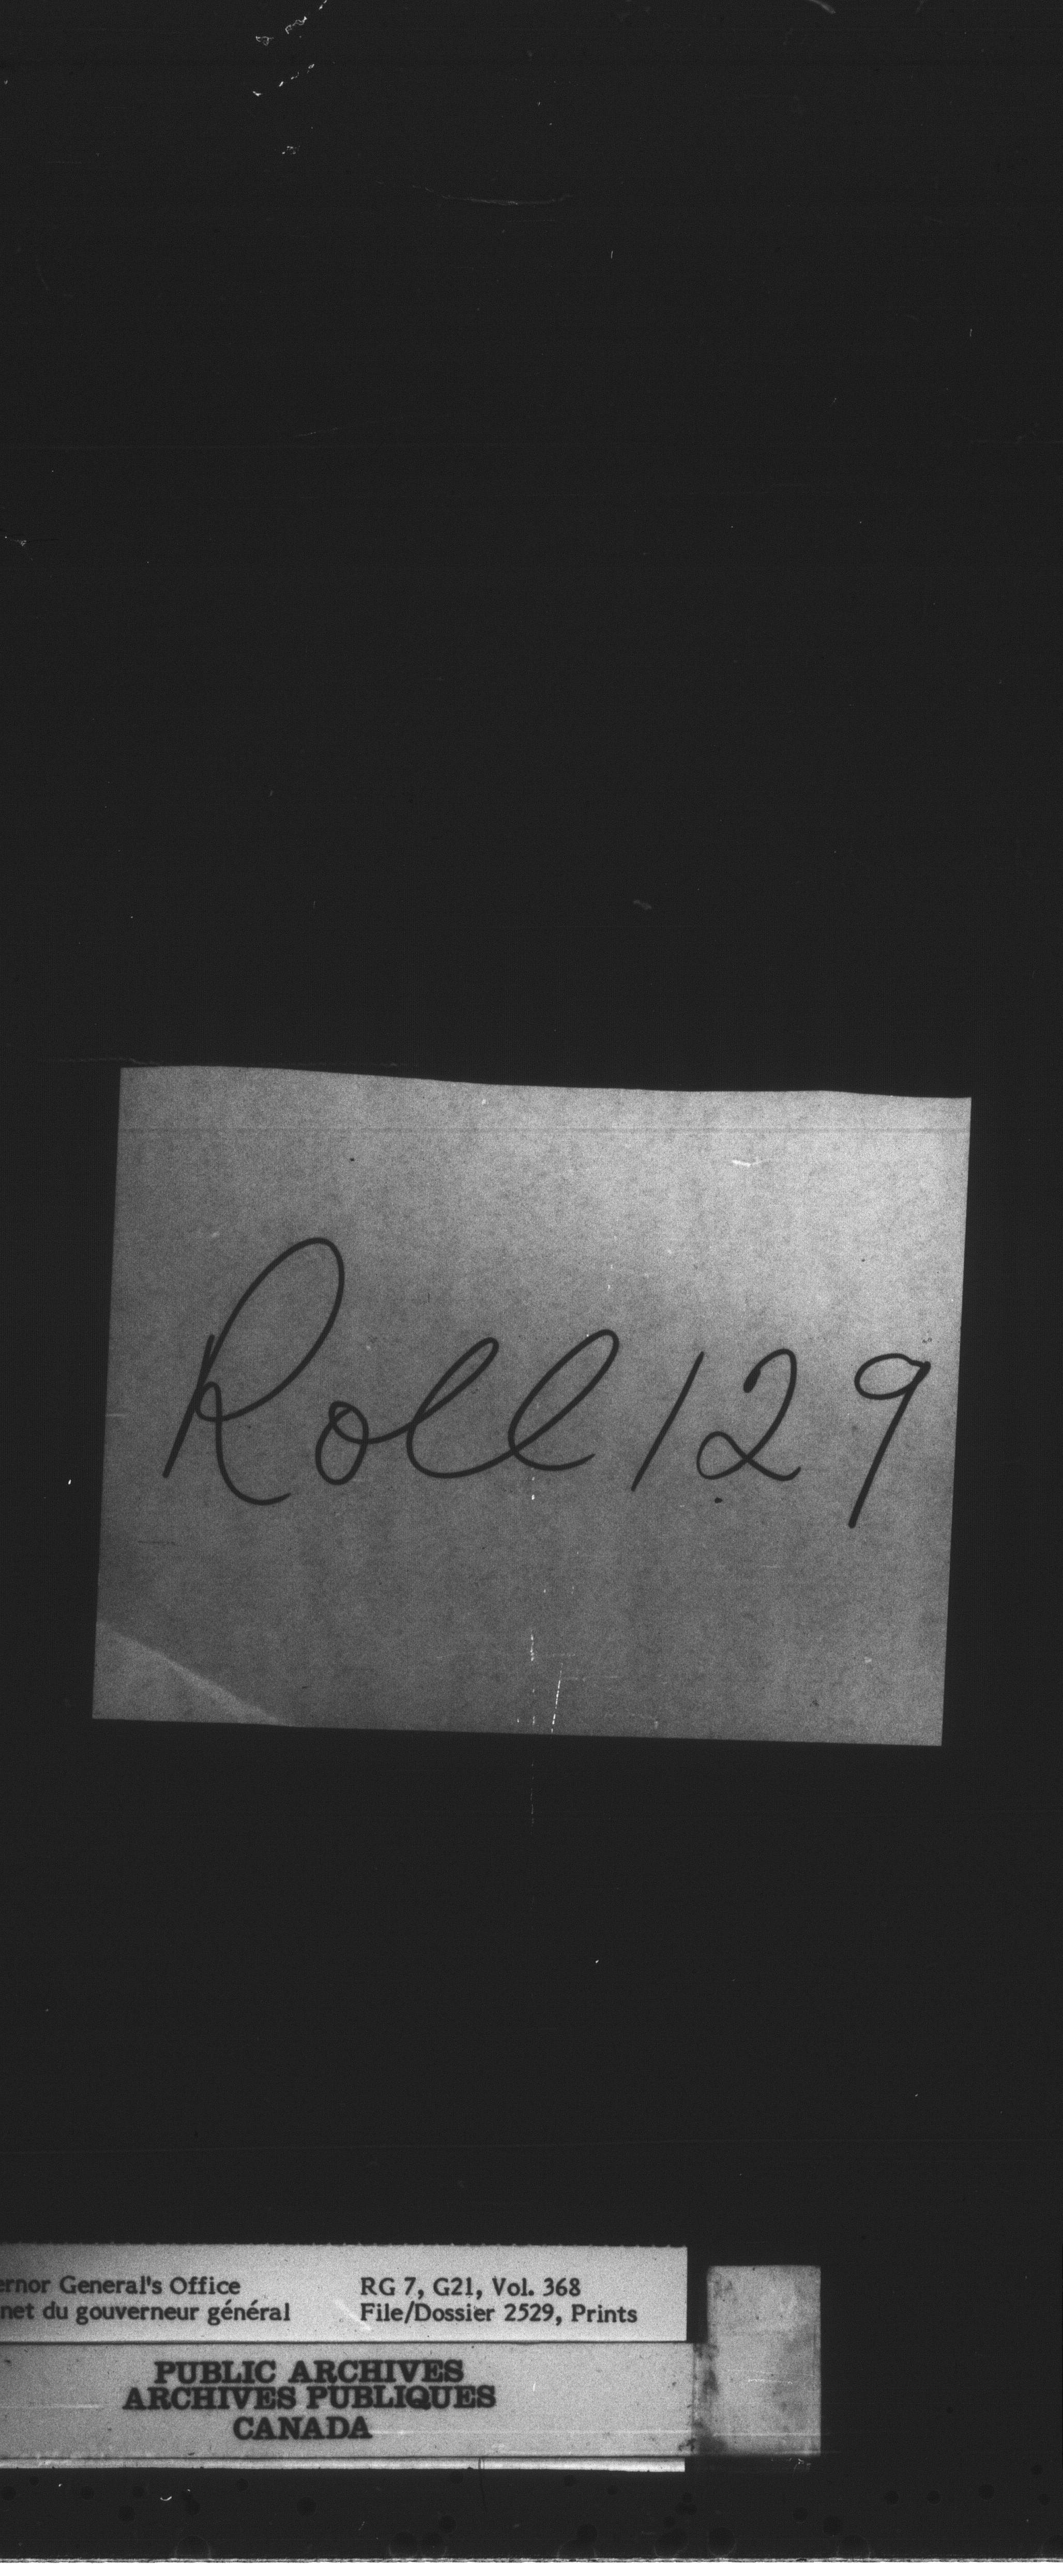 Roll 129
ernor General's Office
net du gouverneur général
RG 7, G21, Vol. 368
File/Dossier 2529, Prints
PUBLIC ARCHIVES
ARCHIVES PUBLIQUES
CANADA